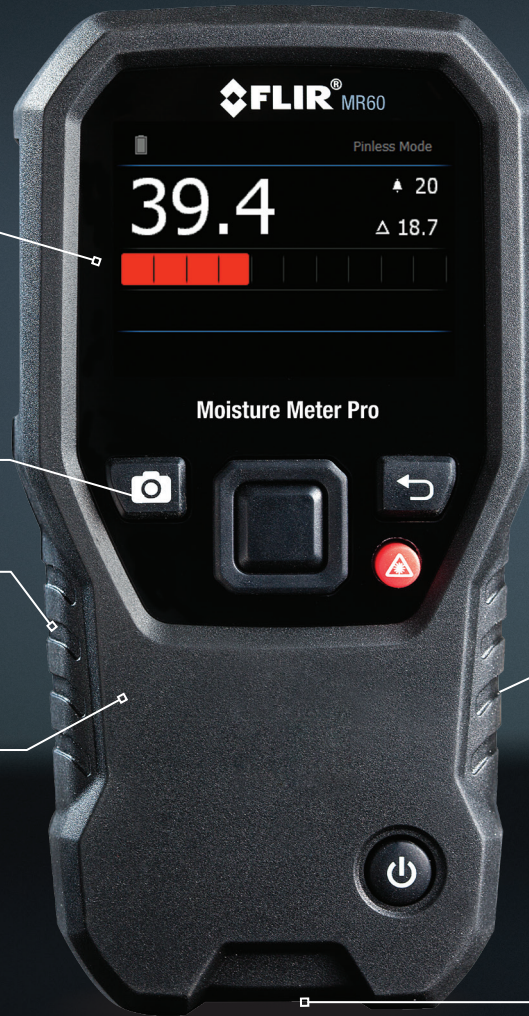 FLIR® MR60
Pinless Mode
39.4
20
Δ 18.7
Moisture Meter Pro